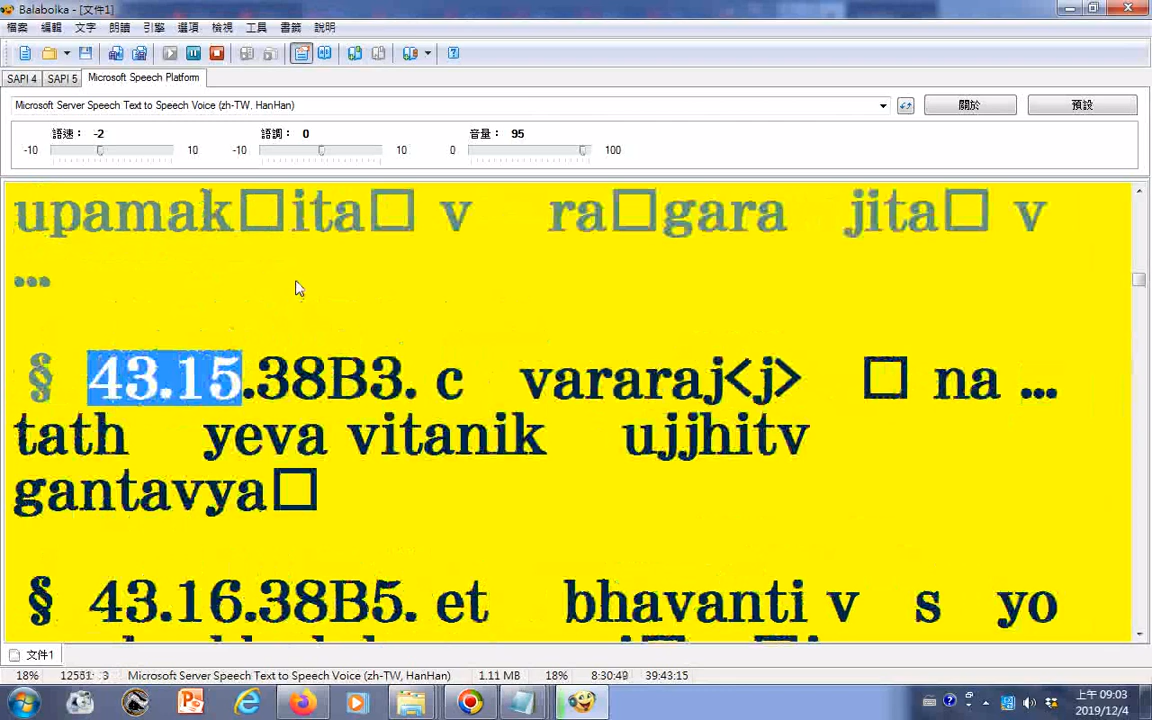 Balabolka - [文件1]
檔案 編輯 文字 朗讀 引擎 選項 檢視 工具 書籤 說明
SAPI 4 SAPI 5 Microsoft Speech Platform
Microsoft Server Speech Text to Speech Voice (zh-TW, HanHan) 關於 預設
語速： -2 語調： 0 音量： 95
-10 10 -10 10 0 100
upamak□ita□ v ra□gara jita□ v
...
§ 43.15.38B3. c vararaj<j> □ na ...
tath yeva vitanik ujjhitv
gantavya□
§ 43.16.38B5. et bhavanti v s yo
文件1
18% Microsoft Server Speech Text to Speech Voice (zh-TW, HanHan) 1.11 MB 18% 8:30:49 39:43:15
上午 09:03
2019/12/4